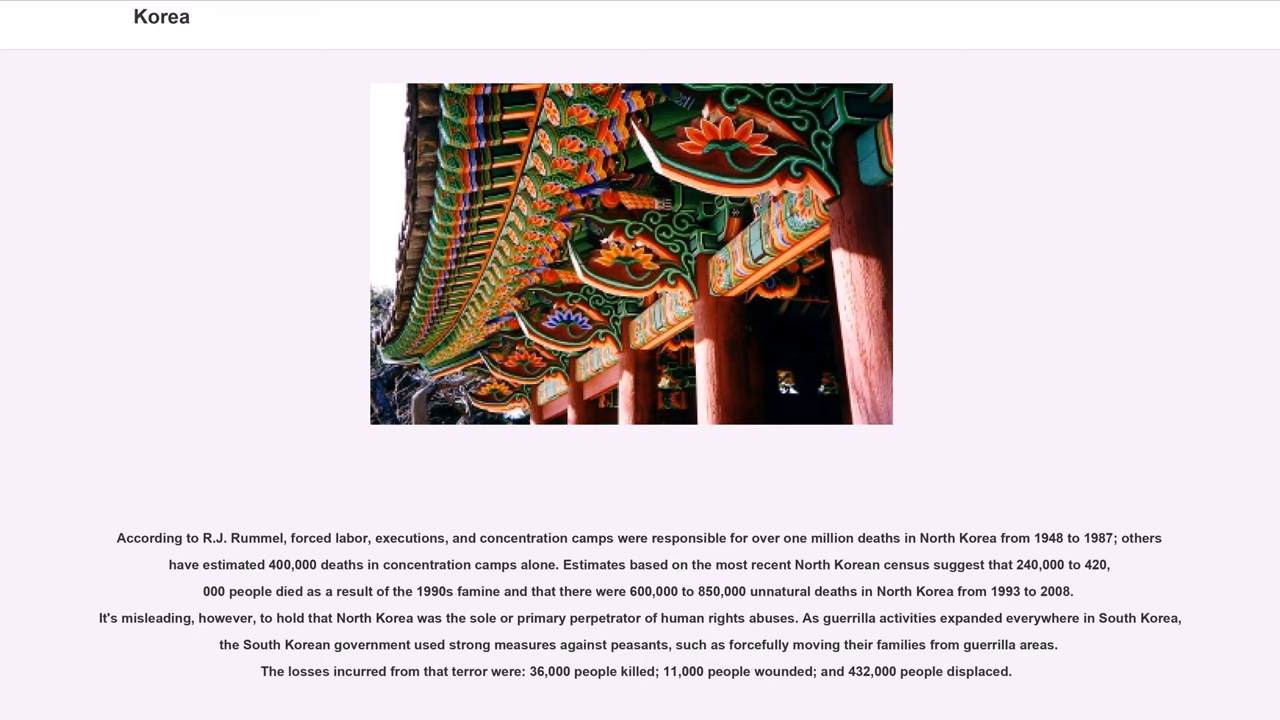 Korea
According to R.J. Rummel, forced labor, executions, and concentration camps were responsible for over one million deaths in North Korea from 1948 to 1987; others
have estimated 400,000 deaths in concentration camps alone. Estimates based on the most recent North Korean census suggest that 240,000 to 420,
000 people died as a result of the 1990s famine and that there were 600,000 to 850,000 unnatural deaths in North Korea from 1993 to 2008.
It's misleading, however, to hold that North Korea was the sole or primary perpetrator of human rights abuses. As guerrilla activities expanded everywhere in South Korea,
the South Korean government used strong measures against peasants, such as forcefully moving their families from guerrilla areas.
The losses incurred from that terror were: 36,000 people killed; 11,000 people wounded; and 432,000 people displaced.